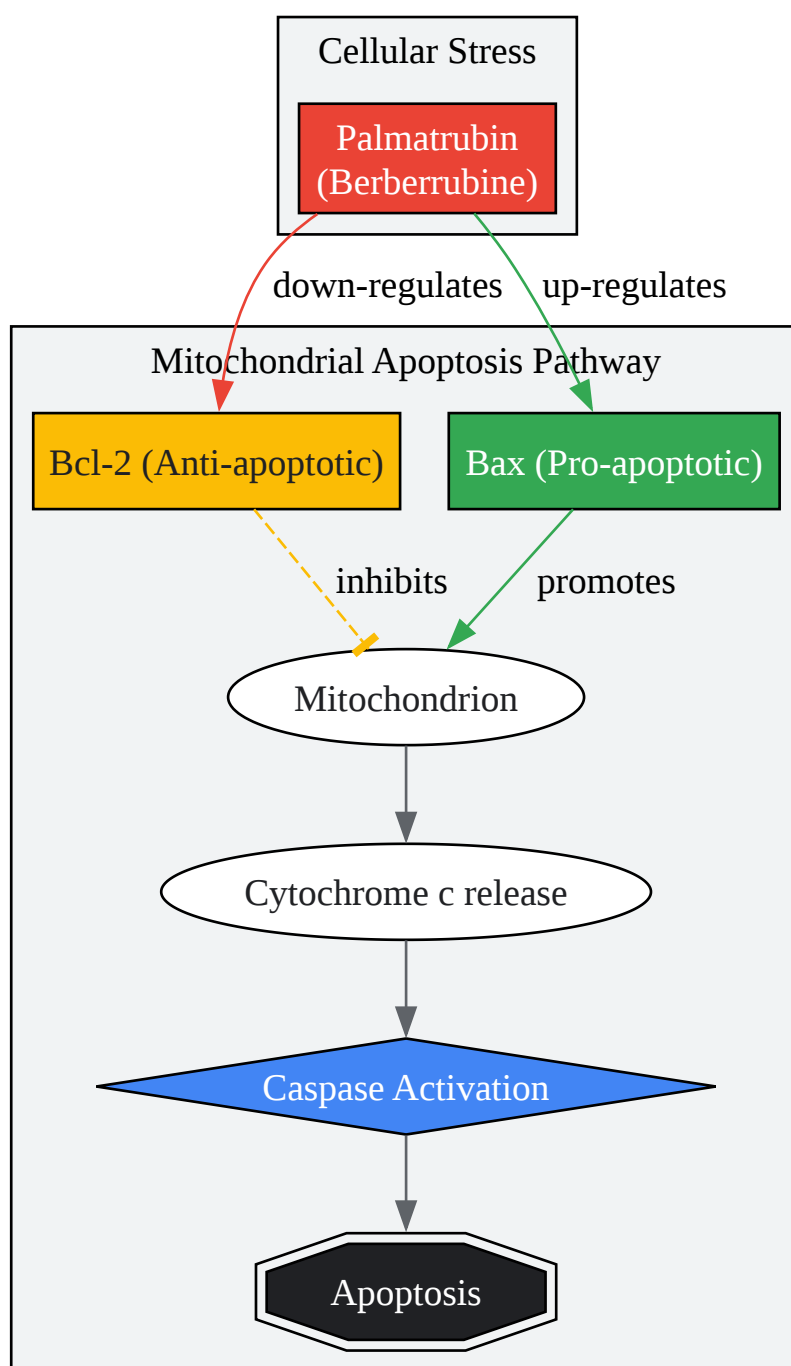 Cellular Stress
Palmatrubin
(Berberrubine)
down-regulates
up-regulates
Mitochondrial Apoptosis Pathway
Bcl-2 (Anti-apoptotic)
Bax (Pro-apoptotic)
inhibits
promotes
Mitochondrion
Cytochrome c release
Caspase Activation
Apoptosis